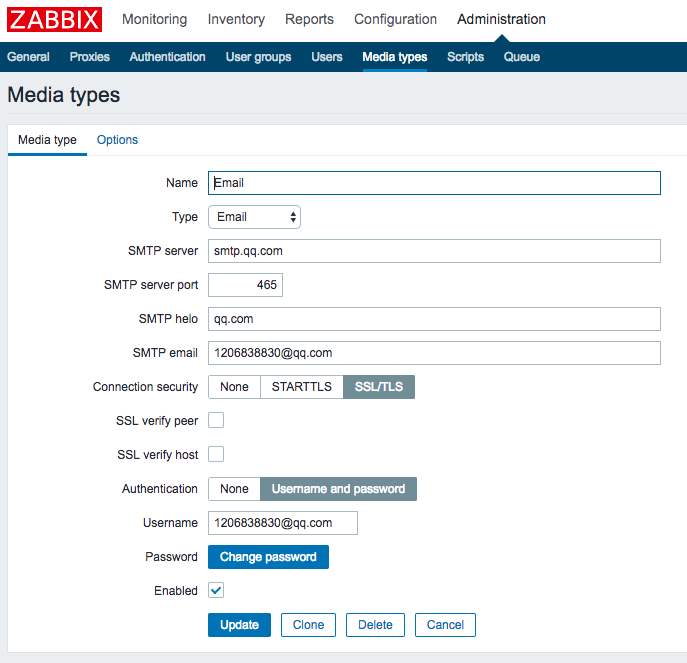 ZABBIX Monitoring Inventory Reports Configuration Administration
General Proxies Authentication User groups Users Media types Scripts Queue
Media types
Media type Options
Name Email
Type Email
SMTP server smtp.qq.com
SMTP server port 465
SMTP helo qq.com
SMTP email 1206838830@qq.com
Connection security None STARTTLS SSL/TLS
SSL verify peer
SSL verify host
Authentication None Username and password
Username 1206838830@qq.com
Password Change password
Enabled
Update Clone Delete Cancel